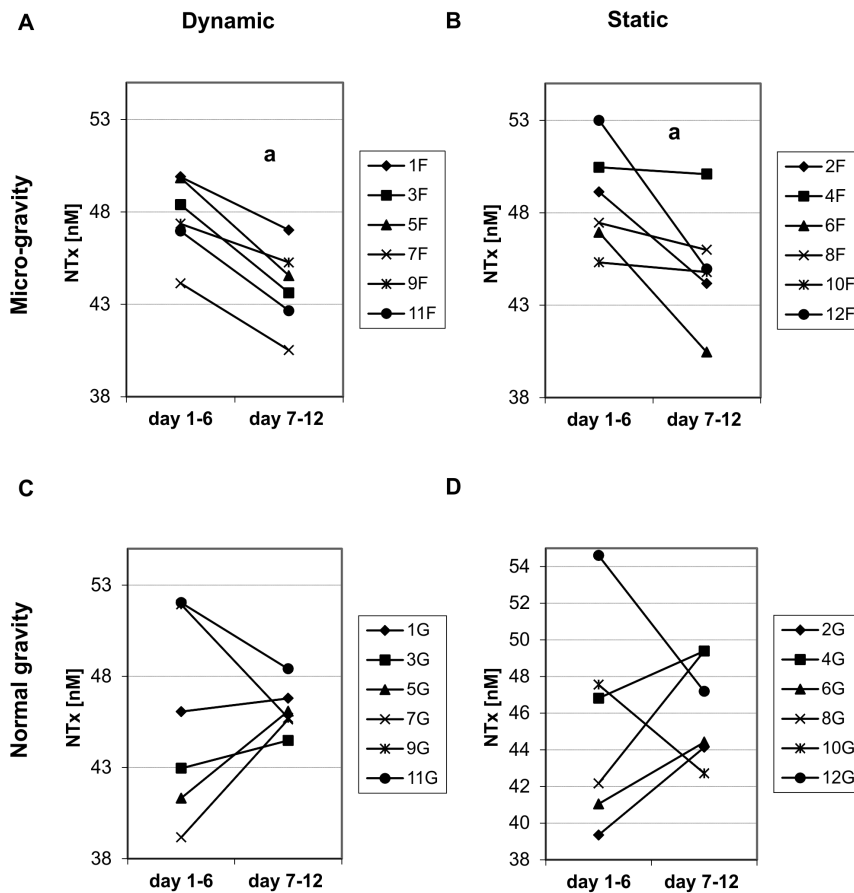 A
Dynamic
B
Static
Micro-gravity
NTx [nM]
53
48
43
38
a
day 1-6
day 7-12
1F
3F
5F
7F
9F
11F
NTx [nM]
53
48
43
38
a
day 1-6
day 7-12
2F
4F
6F
8F
10F
12F
C
D
Normal gravity
NTx [nM]
53
48
43
38
day 1-6
day 7-12
1G
3G
5G
7G
9G
11G
NTx [nM]
54
52
50
48
46
44
42
40
38
day 1-6
day 7-12
2G
4G
6G
8G
10G
12G